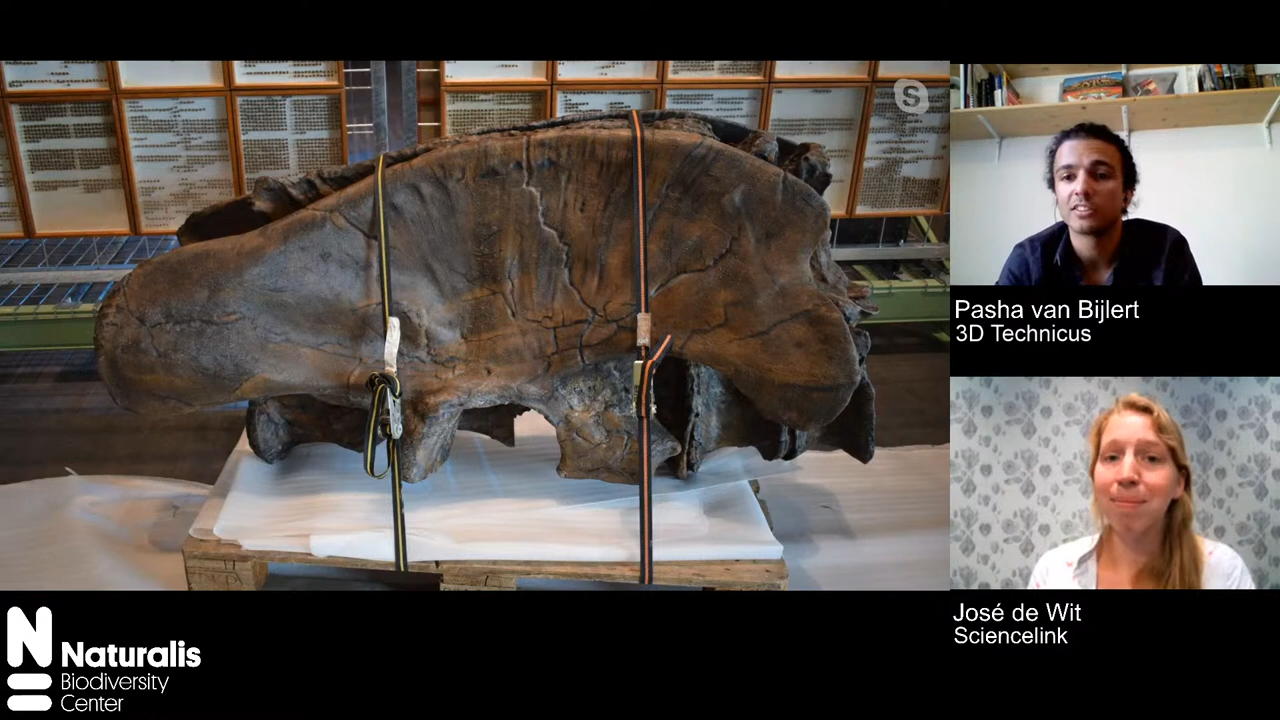 S
Pasha van Bijlert
3D Technicus
José de Wit
Sciencelink
N
Naturalis
Biodiversity
Center